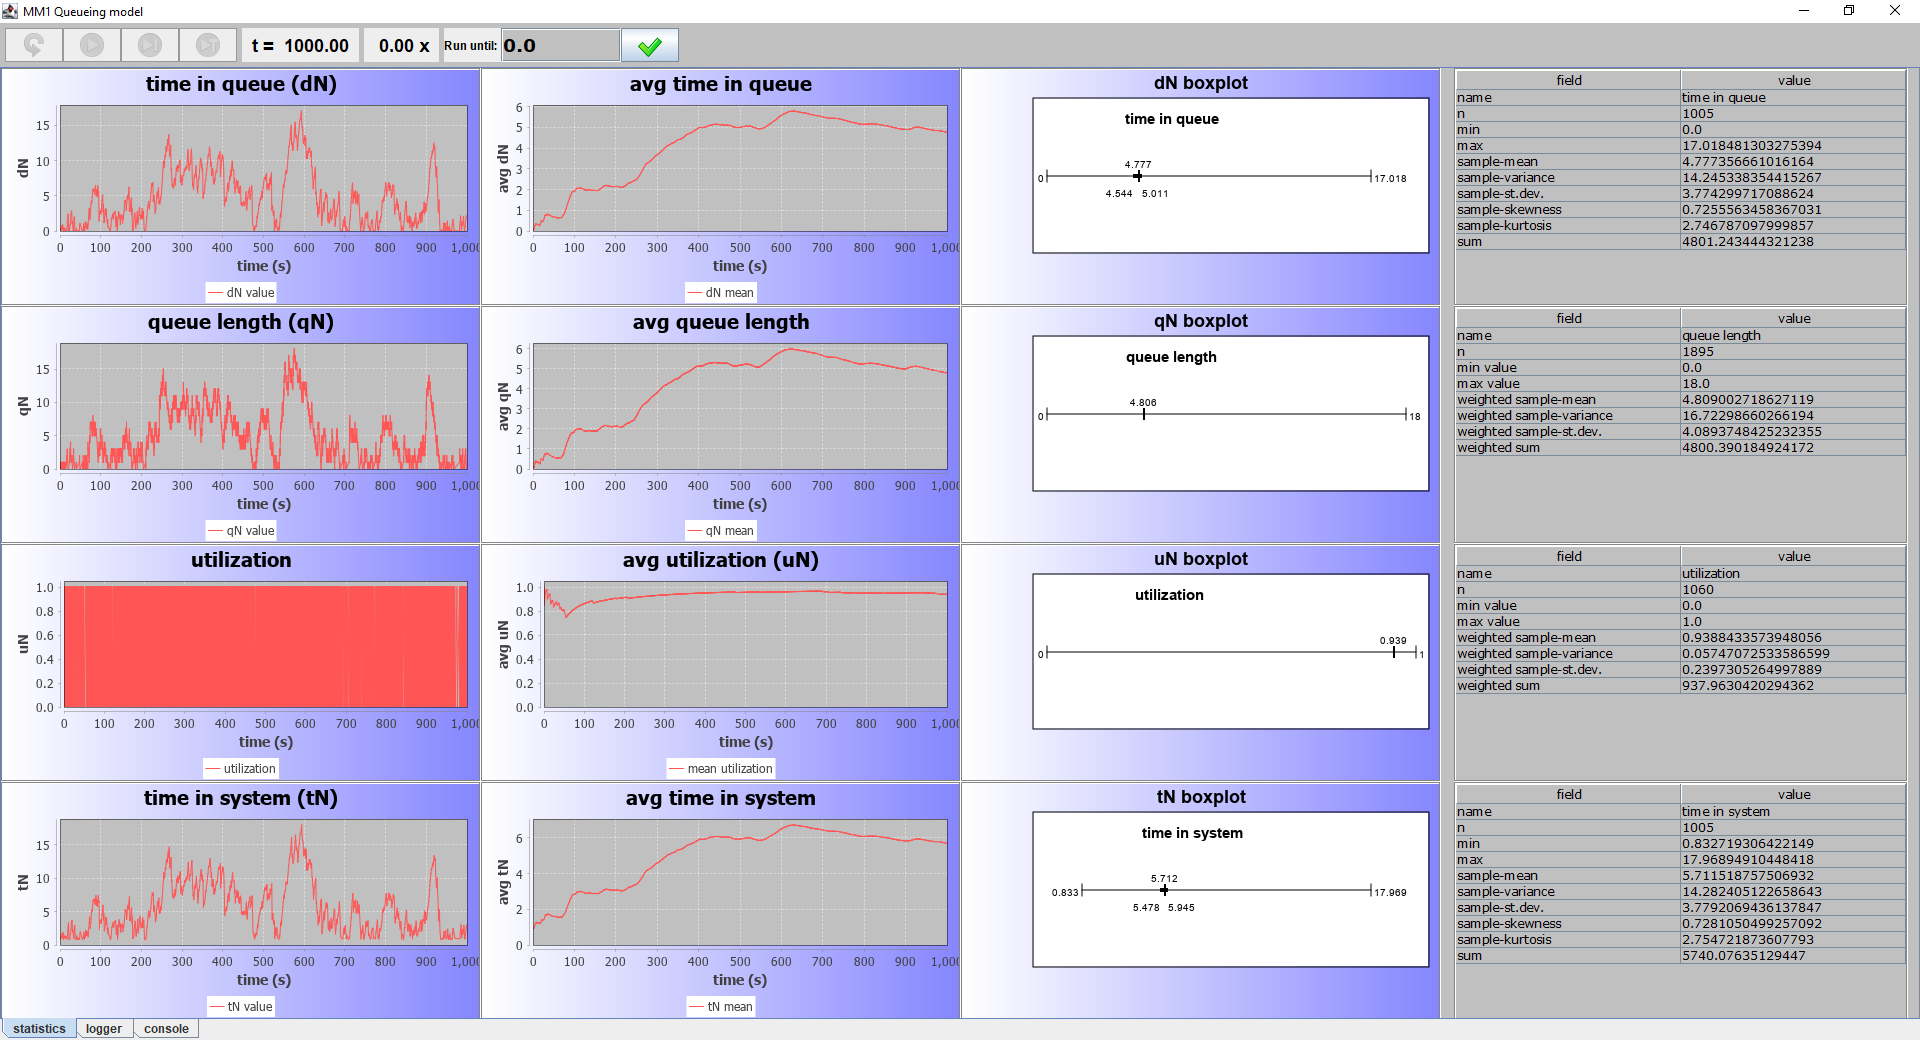 MM1 Queueing model
t = 1000.00 0.00 x Run until: 0.0
time in queue (dN)
dN
15
10
5
0
0 100 200 300 400 500 600 700 800 900 1,00
time (s)
dN value
avg time in queue
avg dN
6
5
4
3
2
1
0
0 100 200 300 400 500 600 700 800 900 1,00
time (s)
dN mean
dN boxplot
time in queue
4.777
0 17.018
4.544 5.011
field value
name time in queue
n 1005
min 0.0
max 17.018481303275394
sample-mean 4.777356661016164
sample-variance 14.245338354415267
sample-st.dev. 3.774299717088624
sample-skewness 0.7255563458367031
sample-kurtosis 2.746787097999857
sum 4801.243444321238
queue length (qN)
qN
15
10
5
0
0 100 200 300 400 500 600 700 800 900 1,00
time (s)
qN value
avg queue length
avg qN
6
5
4
3
2
1
0
0 100 200 300 400 500 600 700 800 900 1,00
time (s)
qN mean
qN boxplot
queue length
4.806
0 18
field value
name queue length
n 1895
min value 0.0
max value 18.0
weighted sample-mean 4.809002718627119
weighted sample-variance 16.72298660266194
weighted sample-st.dev. 4.0893748425232355
weighted sum 4800.390184924172
utilization
uN
1.0
0.8
0.6
0.4
0.2
0.0
0 100 200 300 400 500 600 700 800 900 1,00
time (s)
utilization
avg utilization (uN)
avg uN
1.0
0.8
0.6
0.4
0.2
0.0
0 100 200 300 400 500 600 700 800 900 1,00
time (s)
mean utilization
uN boxplot
utilization
0.939
0 1
field value
name utilization
n 1060
min value 0.0
max value 1.0
weighted sample-mean 0.9388433573948056
weighted sample-variance 0.05747072533586599
weighted sample-st.dev. 0.2397305264997889
weighted sum 937.9630420294362
time in system (tN)
tN
15
10
5
0
0 100 200 300 400 500 600 700 800 900 1,00
time (s)
tN value
avg time in system
avg tN
6
4
2
0
0 100 200 300 400 500 600 700 800 900 1,00
time (s)
tN mean
tN boxplot
time in system
5.712
0.833 17.969
5.478 5.945
field value
name time in system
n 1005
min 0.832719306422149
max 17.96894910448418
sample-mean 5.711518757506932
sample-variance 14.282405122658643
sample-st.dev. 3.7792069436137847
sample-skewness 0.7281050499257092
sample-kurtosis 2.754721873607793
sum 5740.07635129447
statistics logger console